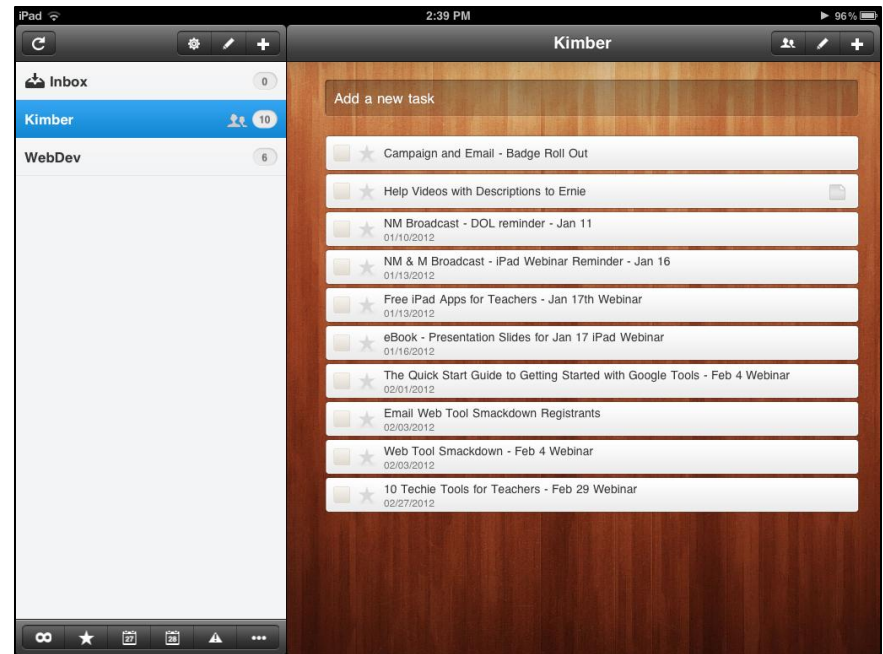 iPad 2:39 PM 96%
Kimber
Inbox 0
Kimber 10
WebDev 6
27 28
Add a new task
Campaign and Email - Badge Roll Out
Help Videos with Descriptions to Ernie
NM Broadcast - DOL reminder - Jan 11
01/10/2012
NM & M Broadcast - iPad Webinar Reminder - Jan 16
01/13/2012
Free iPad Apps for Teachers - Jan 17th Webinar
01/13/2012
eBook - Presentation Slides for Jan 17 iPad Webinar
01/16/2012
The Quick Start Guide to Getting Started with Google Tools - Feb 4 Webinar
02/01/2012
Email Web Tool Smackdown Registrants
02/03/2012
Web Tool Smackdown - Feb 4 Webinar
02/03/2012
10 Techie Tools for Teachers - Feb 29 Webinar
02/27/2012